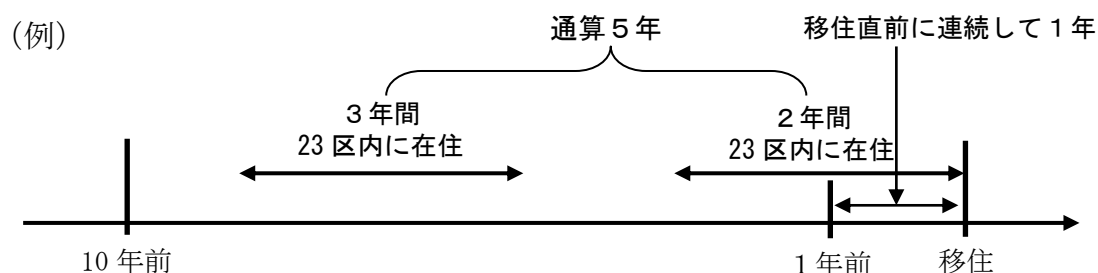 （例）
通算５年
移住直前に連続して１年
３年間
23 区内に在住
２年間
23 区内に在住
10 年前
１年前
移住